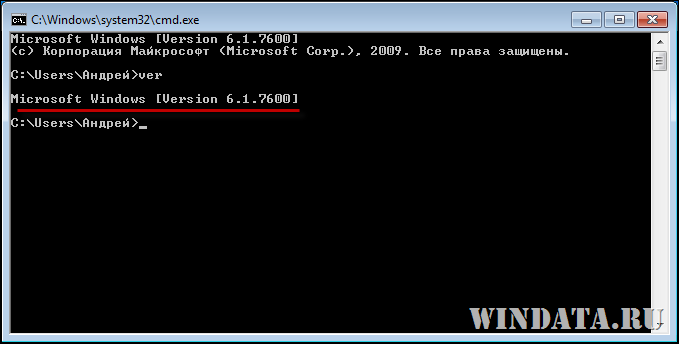 C:\Windows\system32\cmd.exe
Microsoft Windows [Version 6.1.7600]
(c) Корпорация Майкрософт (Microsoft Corp.), 2009. Все права защищены.
C:\Users\Андрей>ver
Microsoft Windows [Version 6.1.7600]
C:\Users\Андрей>_
WINDATA.RU